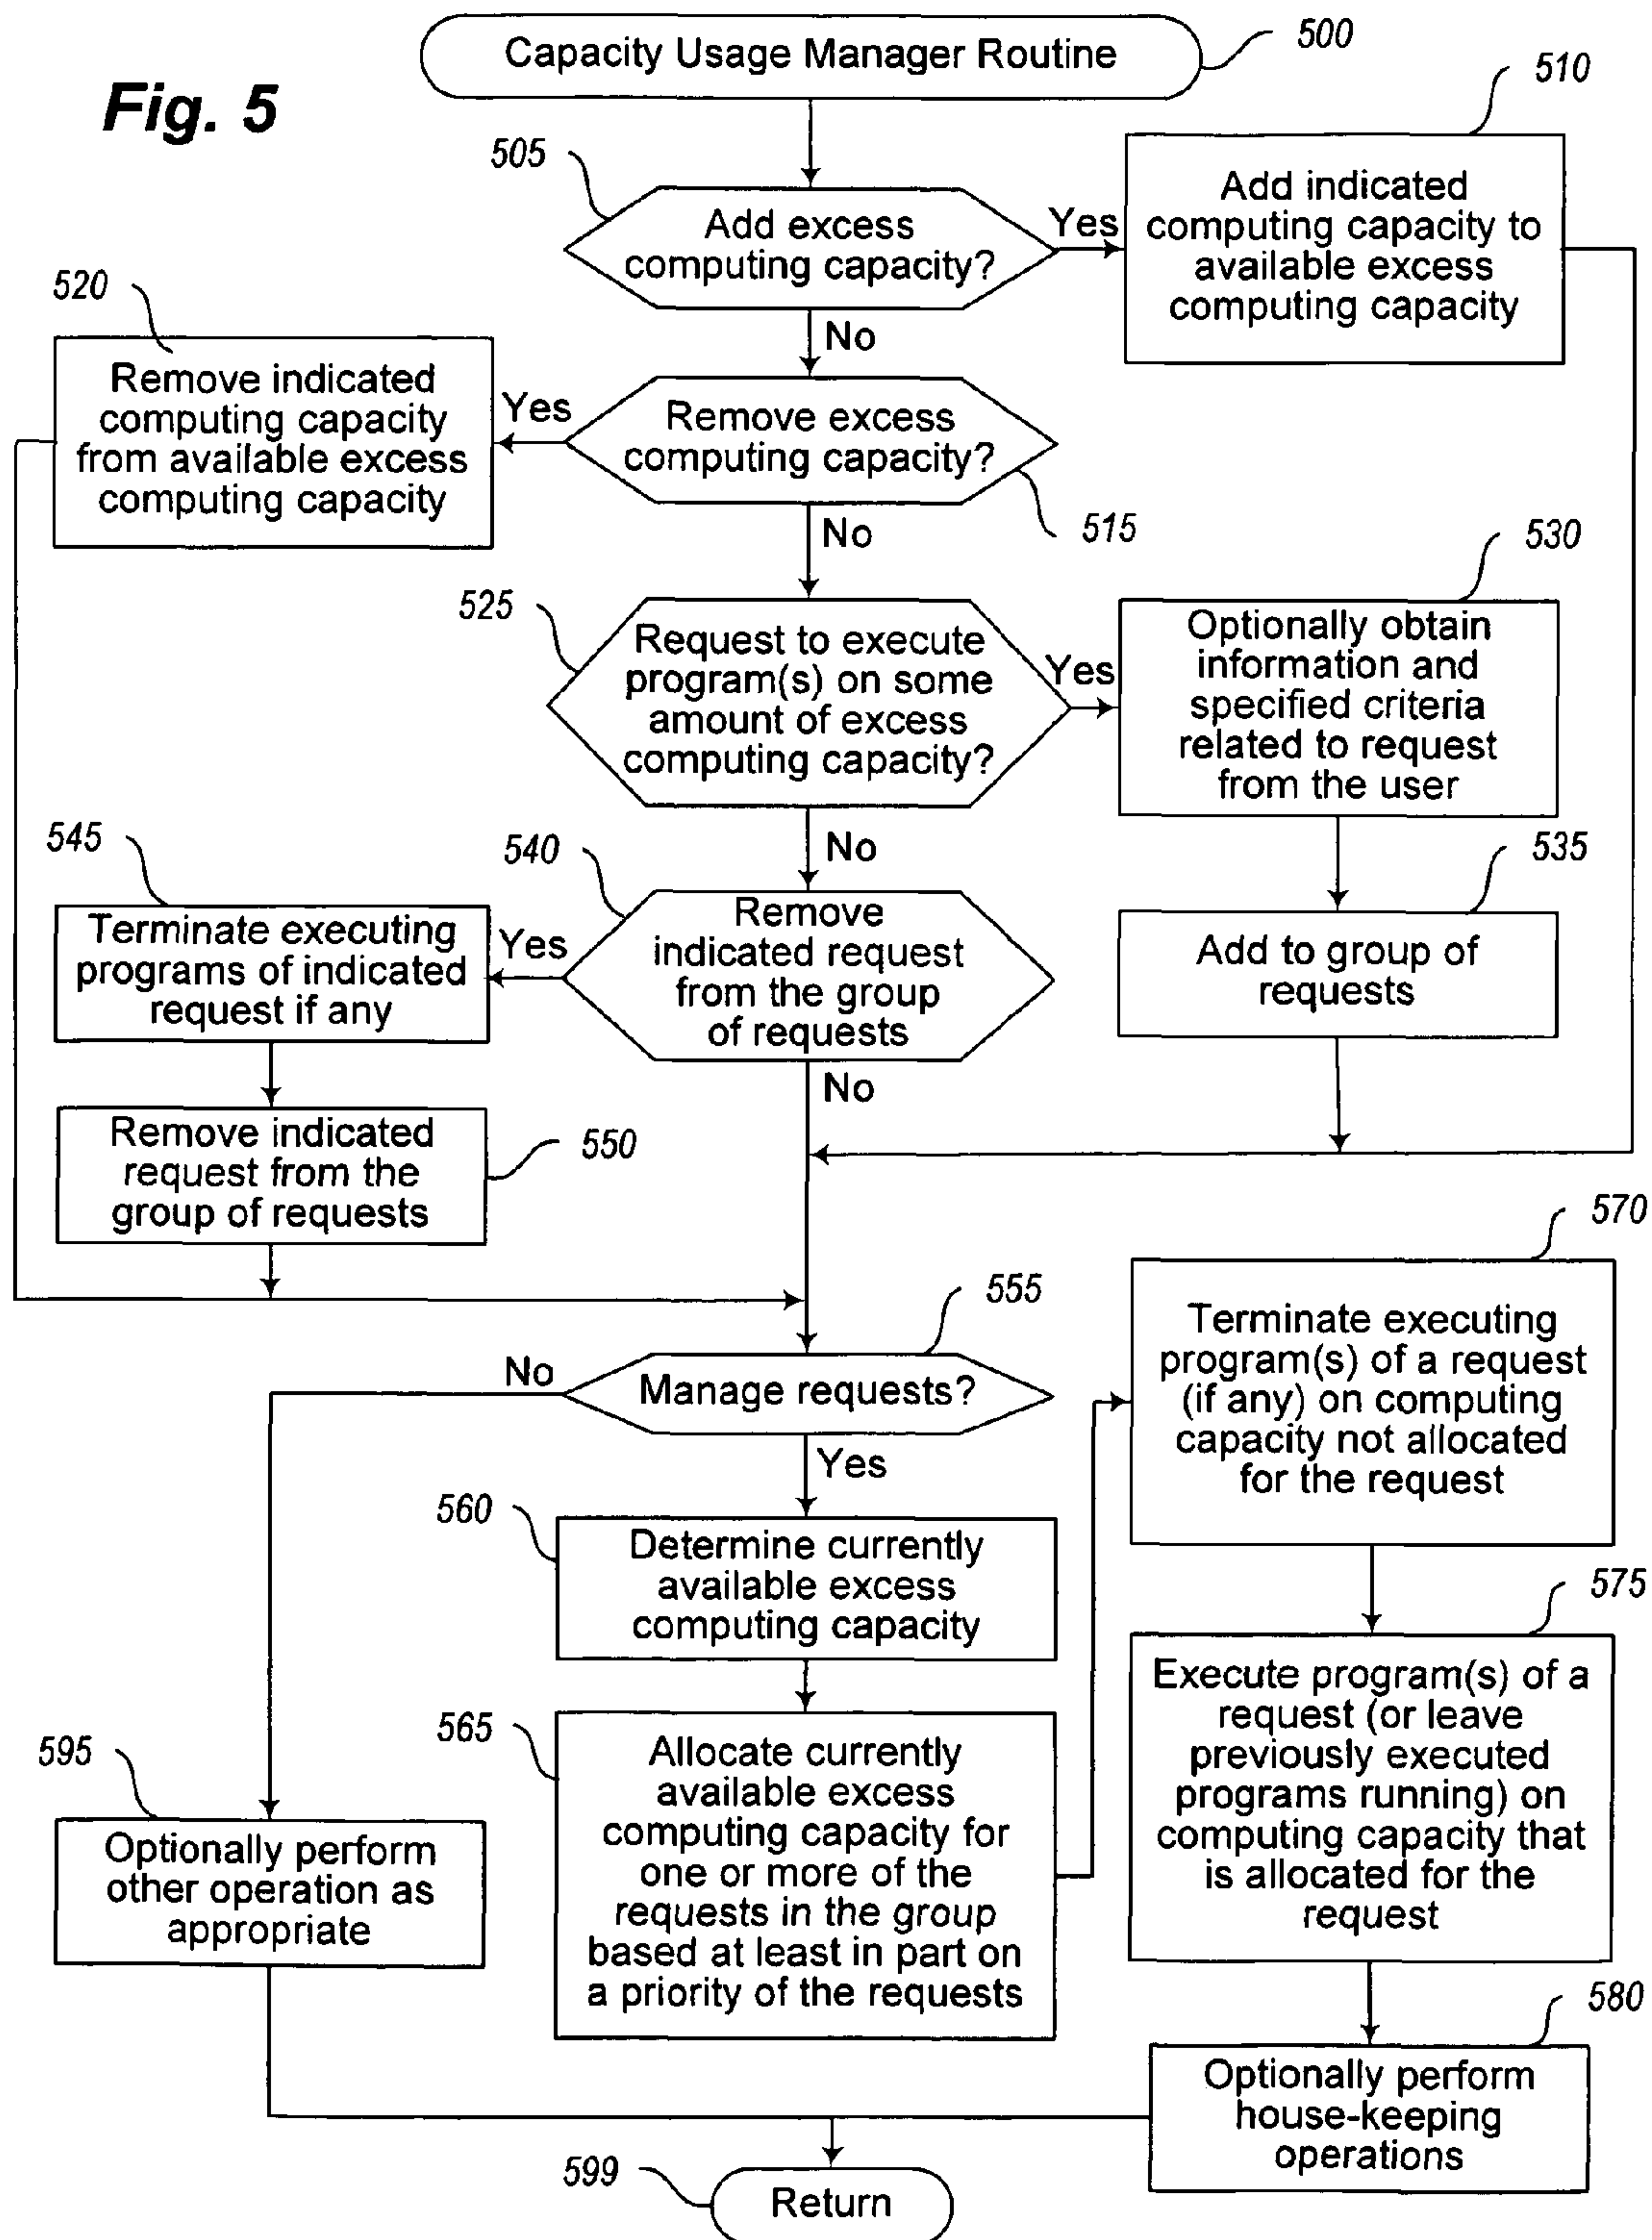 Fig. 5
Capacity Usage Manager Routine
500
505
Add excess
computing capacity?
Yes
No
510
Add indicated
computing capacity to
available excess
computing capacity
520
Remove indicated
computing capacity
from available excess
computing capacity
Yes
Remove excess
computing capacity?
515
No
525
Request to execute
program(s) on some
amount of excess
computing capacity?
Yes
No
530
Optionally obtain
information and
specified criteria
related to request
from the user
535
Add to group of
requests
540
Remove
indicated request
from the group
of requests
Yes
No
545
Terminate executing
programs of indicated
request if any
550
Remove indicated
request from the
group of requests
555
Manage requests?
No
Yes
560
Determine currently
available excess
computing capacity
565
Allocate currently
available excess
computing capacity for
one or more of the
requests in the group
based at least in part on
a priority of the requests
570
Terminate executing
program(s) of a request
(if any) on computing
capacity not allocated
for the request
575
Execute program(s) of a
request (or leave
previously executed
programs running) on
computing capacity that
is allocated for the
request
580
Optionally perform
house-keeping
operations
595
Optionally perform
other operation as
appropriate
599
Return